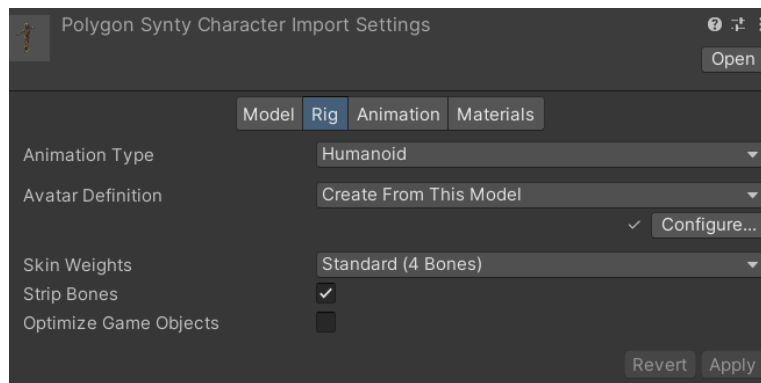 Polygon Synty Character Import Settings
Open
Model Rig Animation Materials
Animation Type Humanoid
Avatar Definition Create From This Model
Configure...
Skin Weights Standard (4 Bones)
Strip Bones
Optimize Game Objects
Revert Apply